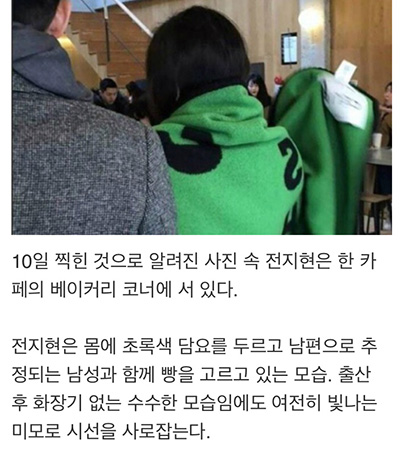 S
10일 찍힌 것으로 알려진 사진 속 전지현은 한 카
페의 베이커리 코너에 서 있다.
전지현은 몸에 초록색 담요를 두르고 남편으로 추
정되는 남성과 함께 빵을 고르고 있는 모습. 출산
후 화장기 없는 수수한 모습임에도 여전히 빛나는
미모로 시선을 사로잡는다.